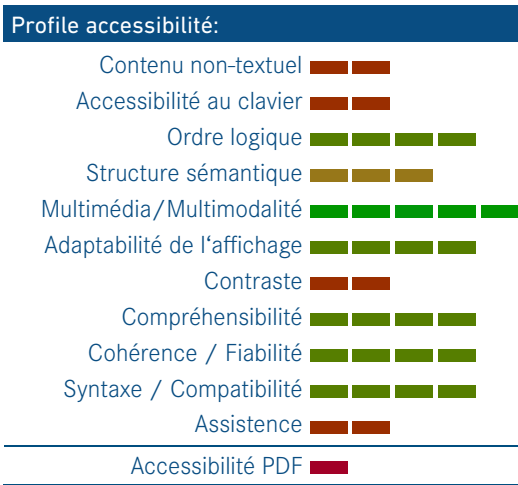 Profile accessibilité:
Contenu non-textuel
Accessibilité au clavier
Ordre logique
Structure sémantique
Multimédia/Multimodalité
Adaptabilité de l‘affichage
Contraste
Compréhensibilité
Cohérence / Fiabilité
Syntaxe / Compatibilité
Assistence
Accessibilité PDF